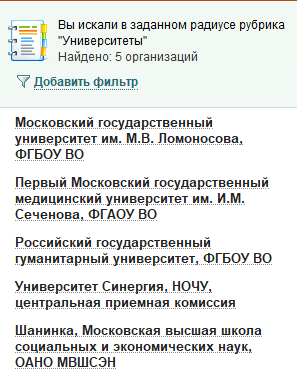 Вы искали в заданном радиусе рубрика
"Университеты"
Найдено: 5 организаций
Добавить фильтр
Московский государственный
университет им. М.В. Ломоносова,
ФГБОУ ВО
Первый Московский государственный
медицинский университет им. И.М.
Сеченова, ФГАОУ ВО
Российский государственный
гуманитарный университет, ФГБОУ ВО
Университет Синергия, НОЧУ,
центральная приемная комиссия
Шанинка, Московская высшая школа
социальных и экономических наук,
ОАНО МВШСЭН